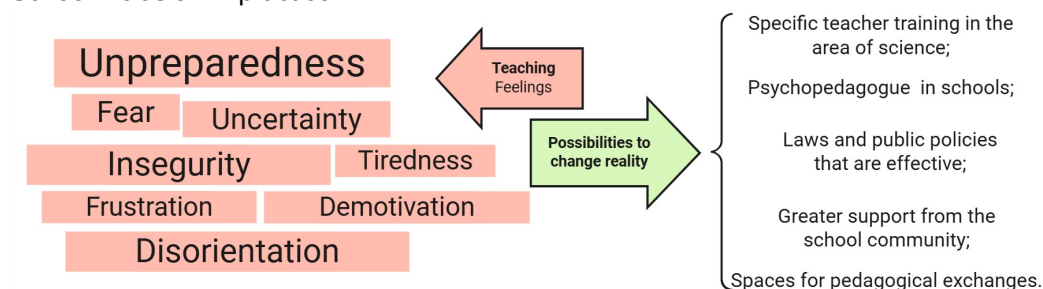 Unpreparedness
Fear
Uncertainty
Insegurity
Tiredness
Frustration
Demotivation
Disorientation
Teaching
Feelings
Possibilities to
change reality
Specific teacher training in the
area of science;
Psychopedagogue in schools;
Laws and public policies
that are effective;
Greater support from the
school community;
Spaces for pedagogical exchanges.